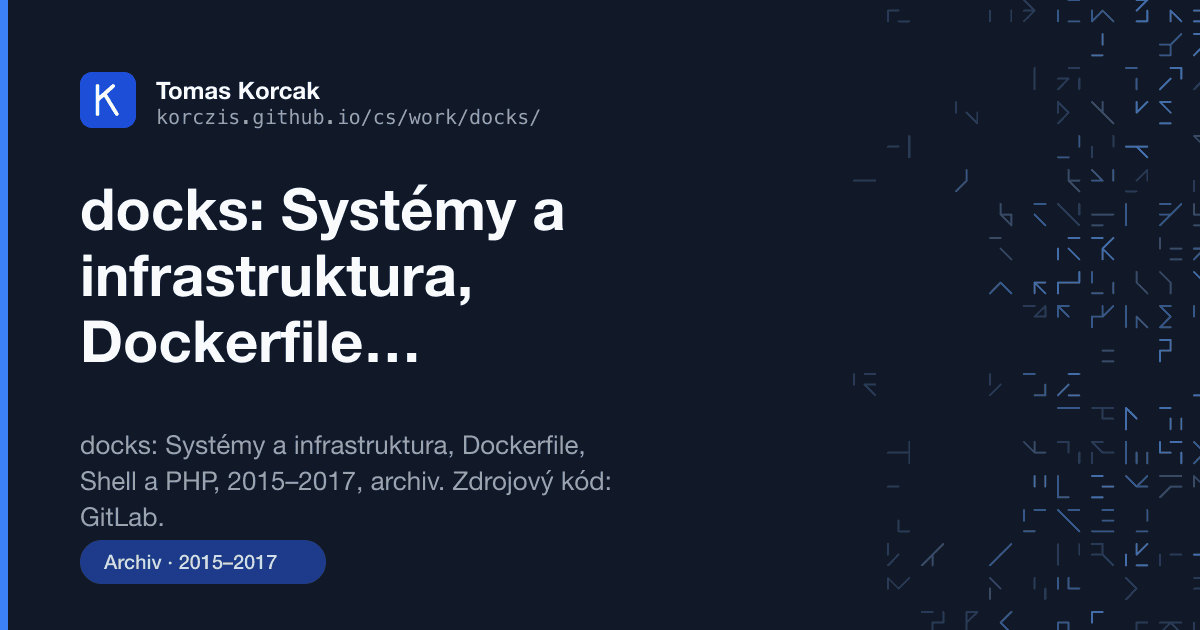 K
Tomas Korcak
korczis.github.io/cs/work/docks/
docks: Systémy a
infrastruktura,
Dockerfile…
docks: Systémy a infrastruktura, Dockerfile,
Shell a PHP, 2015–2017, archiv. Zdrojový kód:
GitLab.
Archiv · 2015–2017